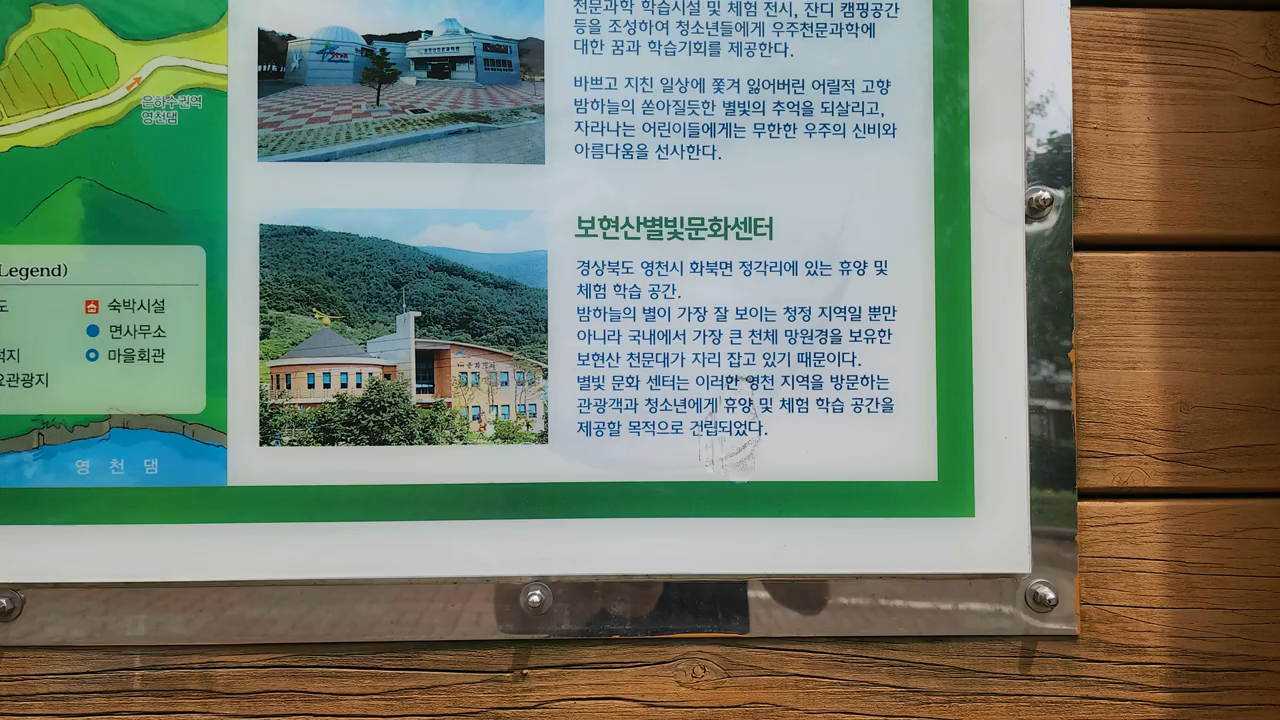 천문과학 학습시설 및 체험 전시, 잔디 캠핑공간
등을 조성하여 청소년들에게 우주천문과학에
대한 꿈과 학습기회를 제공한다.
바쁘고 지친 일상에 쫓겨 잃어버린 어릴적 고향
밤하늘의 쏟아질듯한 별빛의 추억을 되살리고,
자라나는 어린이들에게는 무한한 우주의 신비와
아름다움을 선사한다.
은하수권역
영천댐
보현산별빛문화센터
경상북도 영천시 화북면 정각리에 있는 휴양 및
체험 학습 공간.
밤하늘의 별이 가장 잘 보이는 청정 지역일 뿐만
아니라 국내에서 가장 큰 천체 망원경을 보유한
보현산 천문대가 자리 잡고 있기 때문이다.
별빛 문화 센터는 이러한 영천 지역을 방문하는
관광객과 청소년에게 휴양 및 체험 학습 공간을
제공할 목적으로 건립되었다.
Legend)
도
숙박시설
면사무소
적지
마을회관
요관광지
영 천 댐